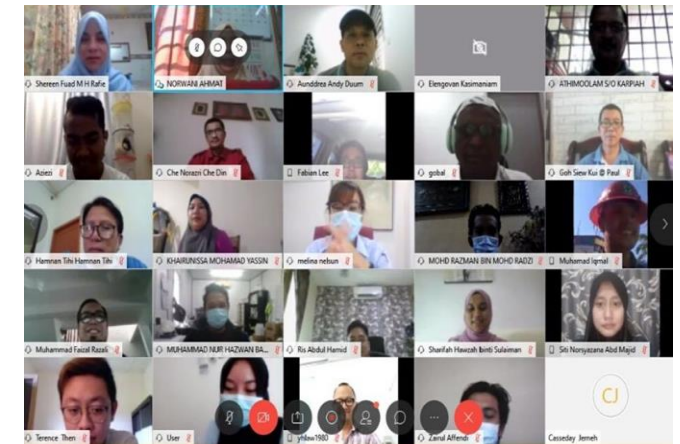 Shereen Fuad M H Rafie
NORWANI AHMAT
Aunddrea Andy Duum
Elengovan Kasimaniam
ATHIMOOLAM S/O KARPIAH
Aziezi
Che Norazri Che Din
Fabian Lee
gobal
Goh Siew Kui @ Paul
Hamnan Tihi Hamnan Tihi
KHAIRUNISSA MOHAMAD YASSIN
melina nelsun
MOHD RAZMAN BIN MOHD RADZI
Muhamad Iqmal
Muhammad Faizal Razali
MUHAMMAD NUR HAZWAN BA...
Ris Abdul Hamid
Sharifah Hawzah binti Sulaiman
Siti Norsyazana Abd Majid
Terence Then
User
yhlaw1980
Zairul Affendi
CJ
Casseday Jerneh